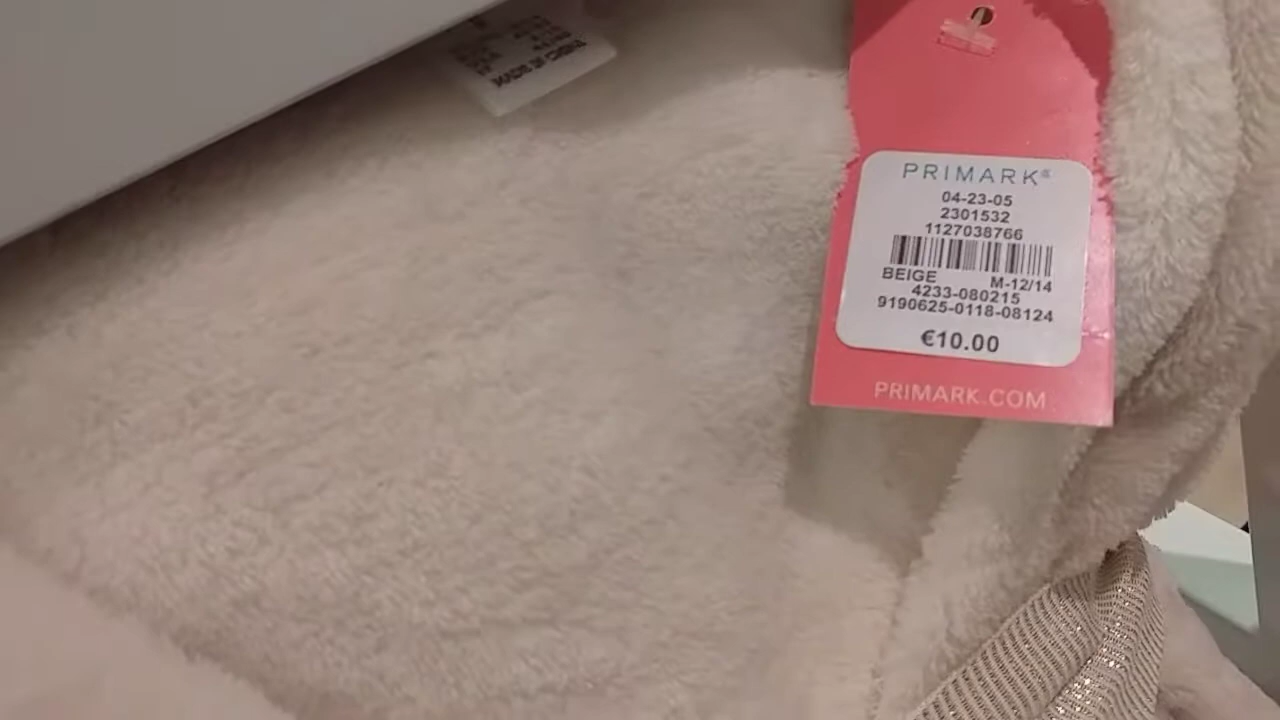 MADE IN CHINA
PRIMARK®
04-23-05
2301532
1127038766
BEIGE M-12/14
4233-080215
9190625-0118-08124
€10.00
PRIMARK.COM